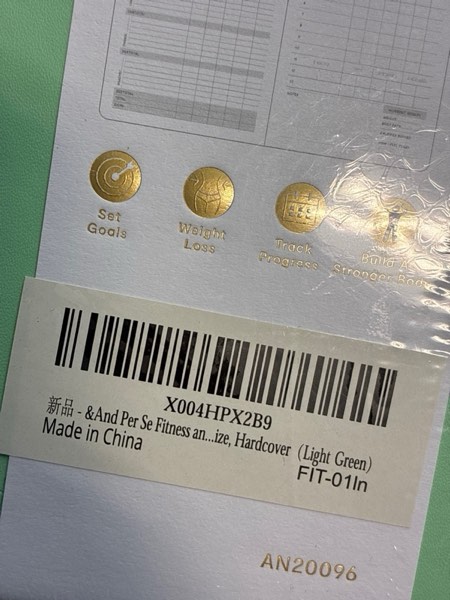 Set
Goals
Weight
Loss
Track
Progress
Build A
Stronger Body
X004HPX2B9
新品 - &And Per Se Fitness an...ize, Hardcover（Light Green）
Made in China
FIT-01ln
AN20096